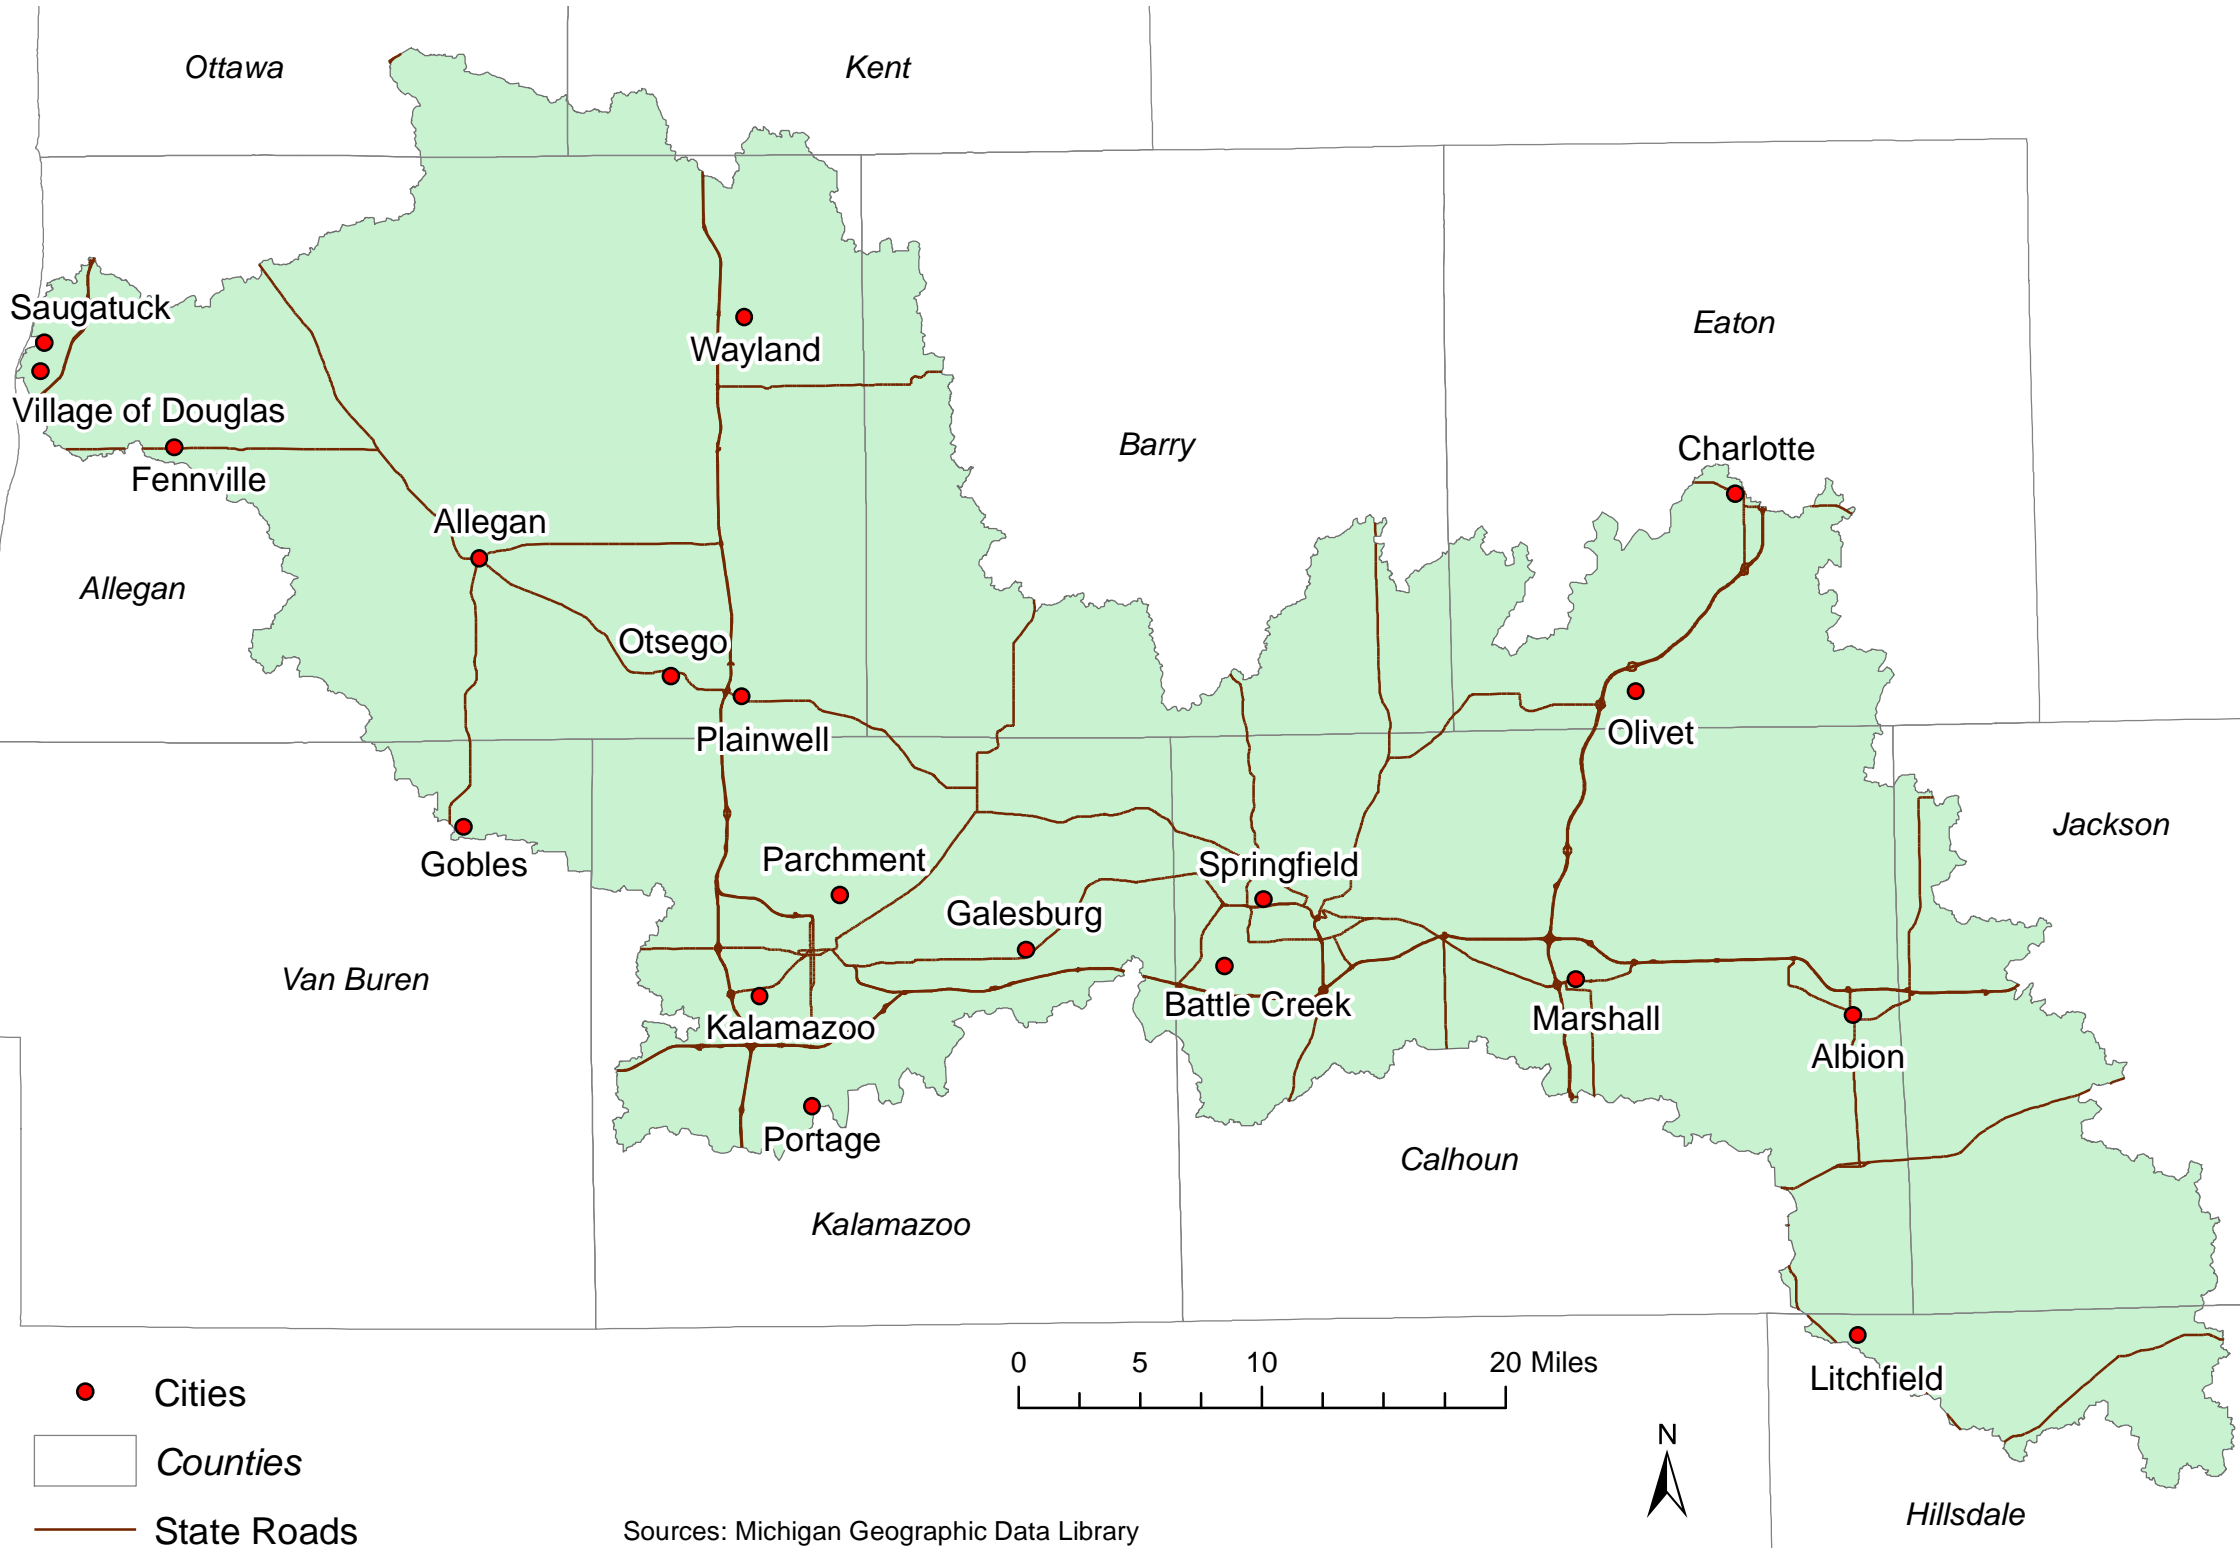 Ottawa
Kent
Saugatuck
Wayland
Eaton
Village of Douglas
Barry
Charlotte
Fennville
Allegan
Allegan
Otsego
Plainwell
Olivet
Gobles
Parchment
Springfield
Jackson
Galesburg
Van Buren
Kalamazoo
Battle Creek
Marshall
Albion
Portage
Calhoun
Kalamazoo
0 5 10 20 Miles
Litchfield
Cities
N
Counties
Hillsdale
State Roads
Sources: Michigan Geographic Data Library